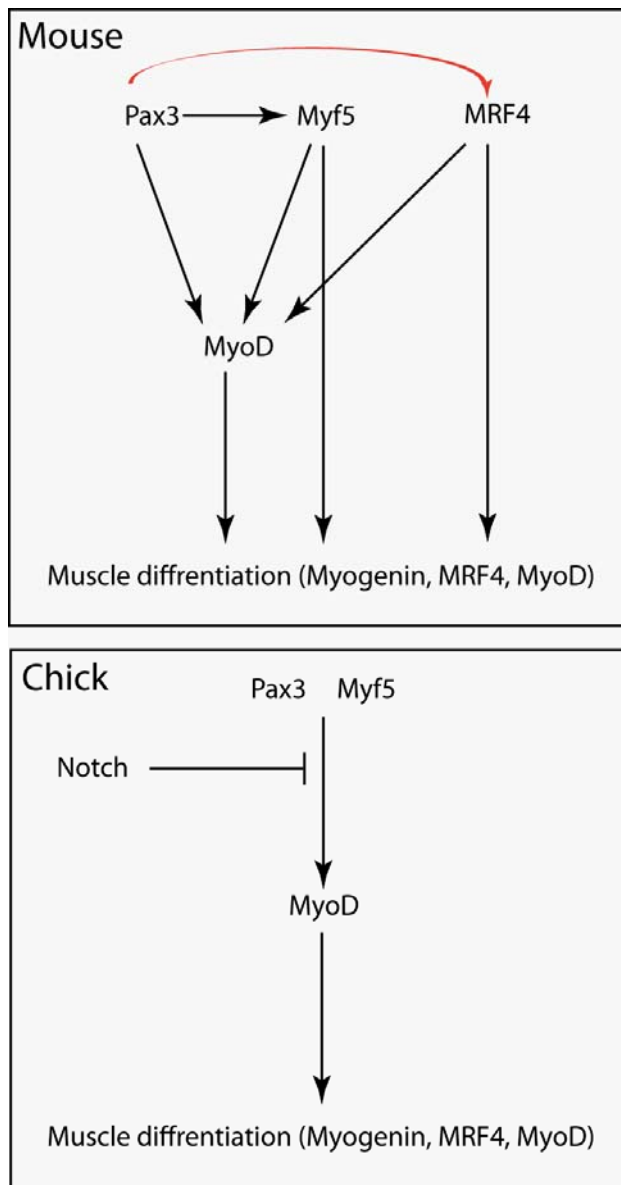 Mouse
Pax3 Myf5 MRF4
MyoD
Muscle diffrentiation (Myogenin, MRF4, MyoD)
Chick
Pax3 Myf5
Notch
MyoD
Muscle diffrentiation (Myogenin, MRF4, MyoD)